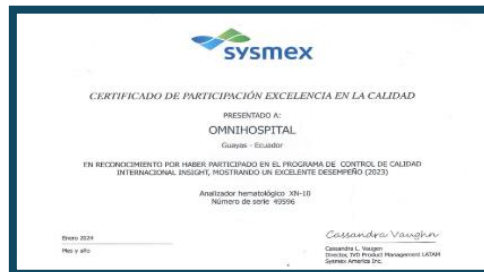 sysmex
CERTIFICADO DE PARTICIPACIÓN EXCELENCIA EN LA CALIDAD
PRESENTADO A:
OMNIHOSPITAL
Guayas - Ecuador
EN RECONOCIMIENTO POR HABER PARTICIPADO EN EL PROGRAMA DE CONTROL DE CALIDAD
INTERNACIONAL INSIGHT, MOSTRANDO UN EXCELENTE DESEMPEÑO (2023)
Analizador hematológico XN-10
Número de serie 49596
Enero 2024
Mes y año
Cassandra Vaughn
Cassandra L. Vaugen
Director, IVD Product Management LATAM
Sysmex America Inc.